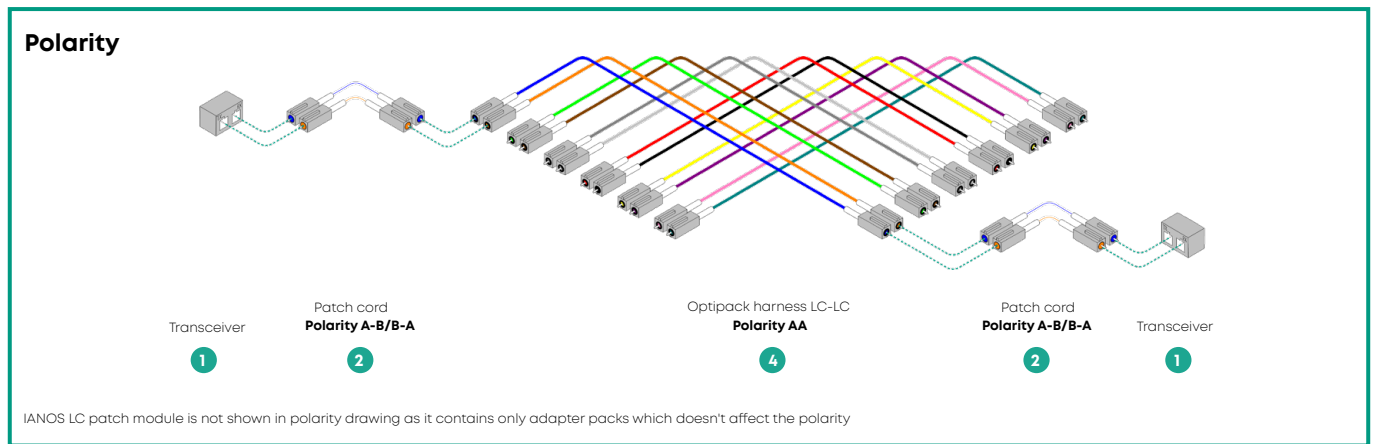 Polarity
Transceiver
1
Patch cord
Polarity A-B/B-A
2
Optipack harness LC-LC
Polarity AA
4
Patch cord
Polarity A-B/B-A
2
Transceiver
1
IANOS LC patch module is not shown in polarity drawing as it contains only adapter packs which doesn't affect the polarity